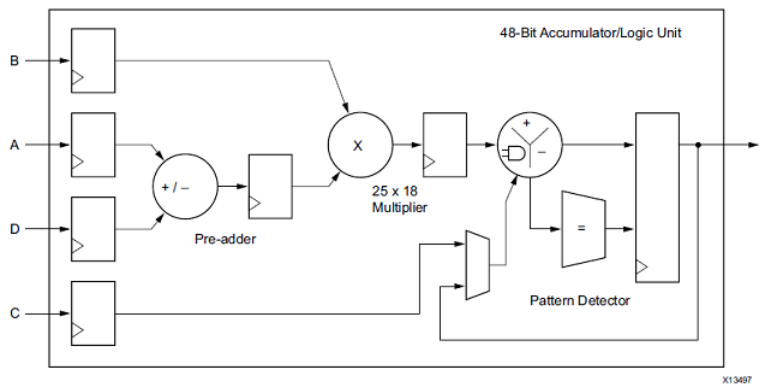 48-Bit Accumulator/Logic Unit
B
A
+
X
–
+ / –
25 x 18
Multiplier
D
Pre-adder
=
Pattern Detector
C
X13497